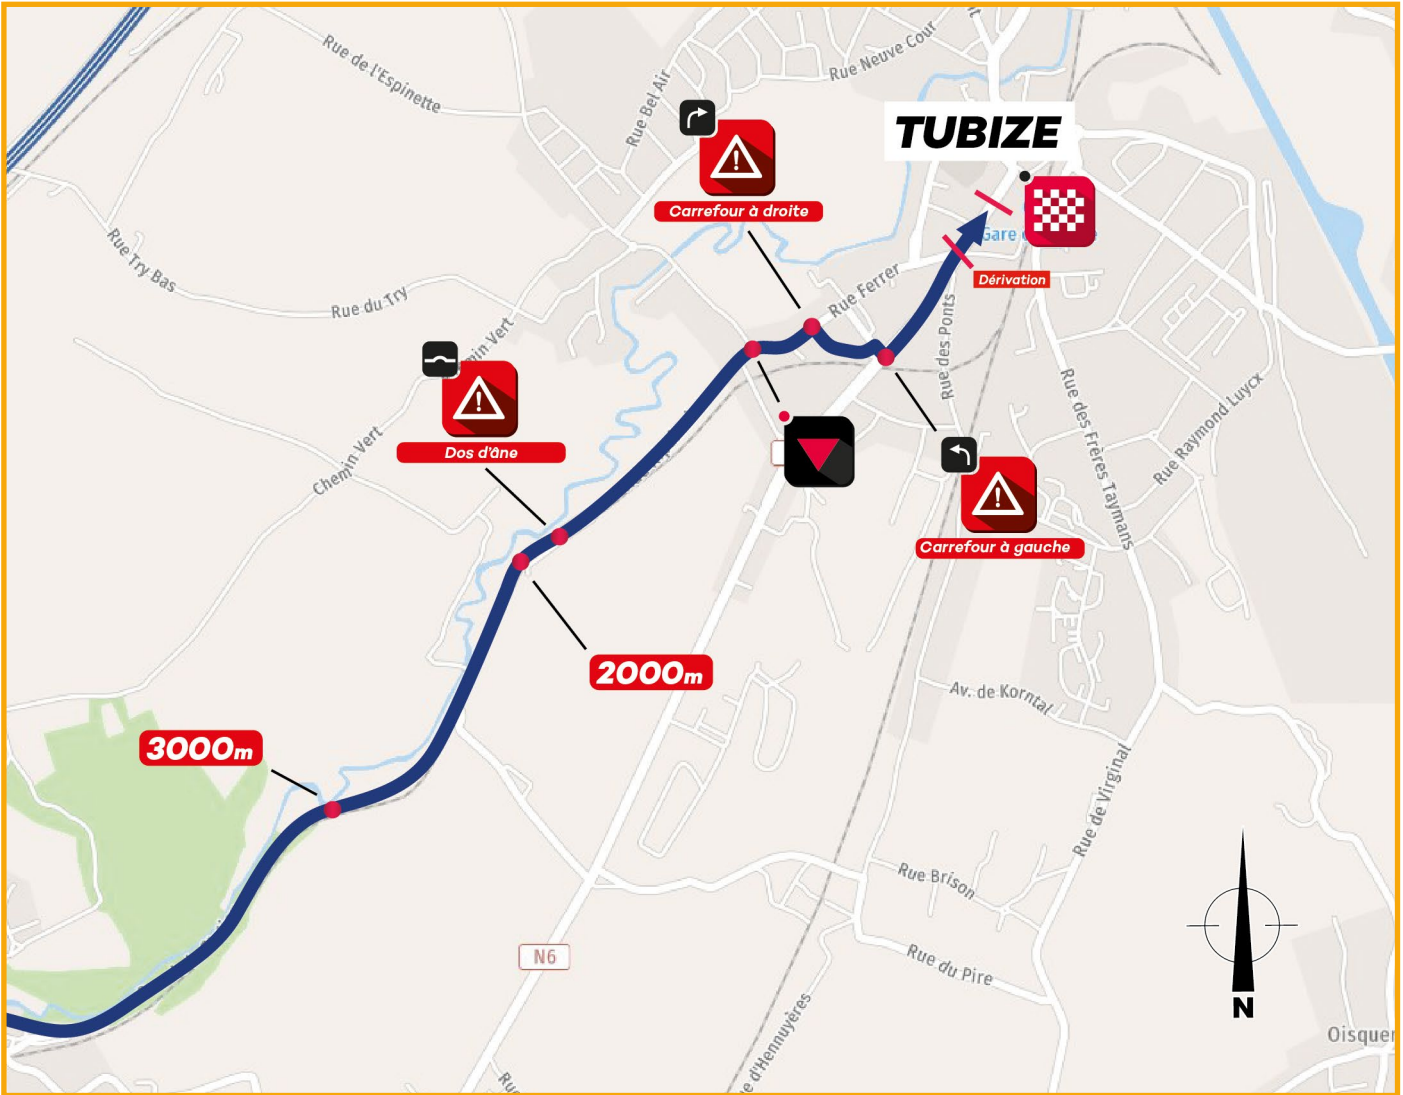 Rue de l'Espinette
Rue Neuve Cour
Rue Bel Air
TUBIZE
Carrefour à droite
Gare
Dérivation
Rue Try Bas
Rue du Try
Rue Ferrer
Rue des Ponts
Dos d'âne
Chemin Vert
Rue des Frères Taymans
Rue Raymond Luycx
Carrefour à gauche
2000m
Av. de Korntal
3000m
Rue de Virginal
Rue Brison
N6
Rue du Pire
N
Oisquer
Rue